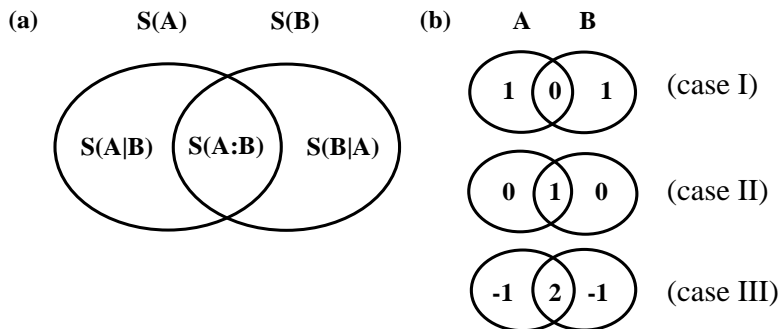 (a) S(A) S(B)
S(A|B) S(A:B) S(B|A)
(b) A B
1 0 1 (case I)
0 1 0 (case II)
-1 2 -1 (case III)